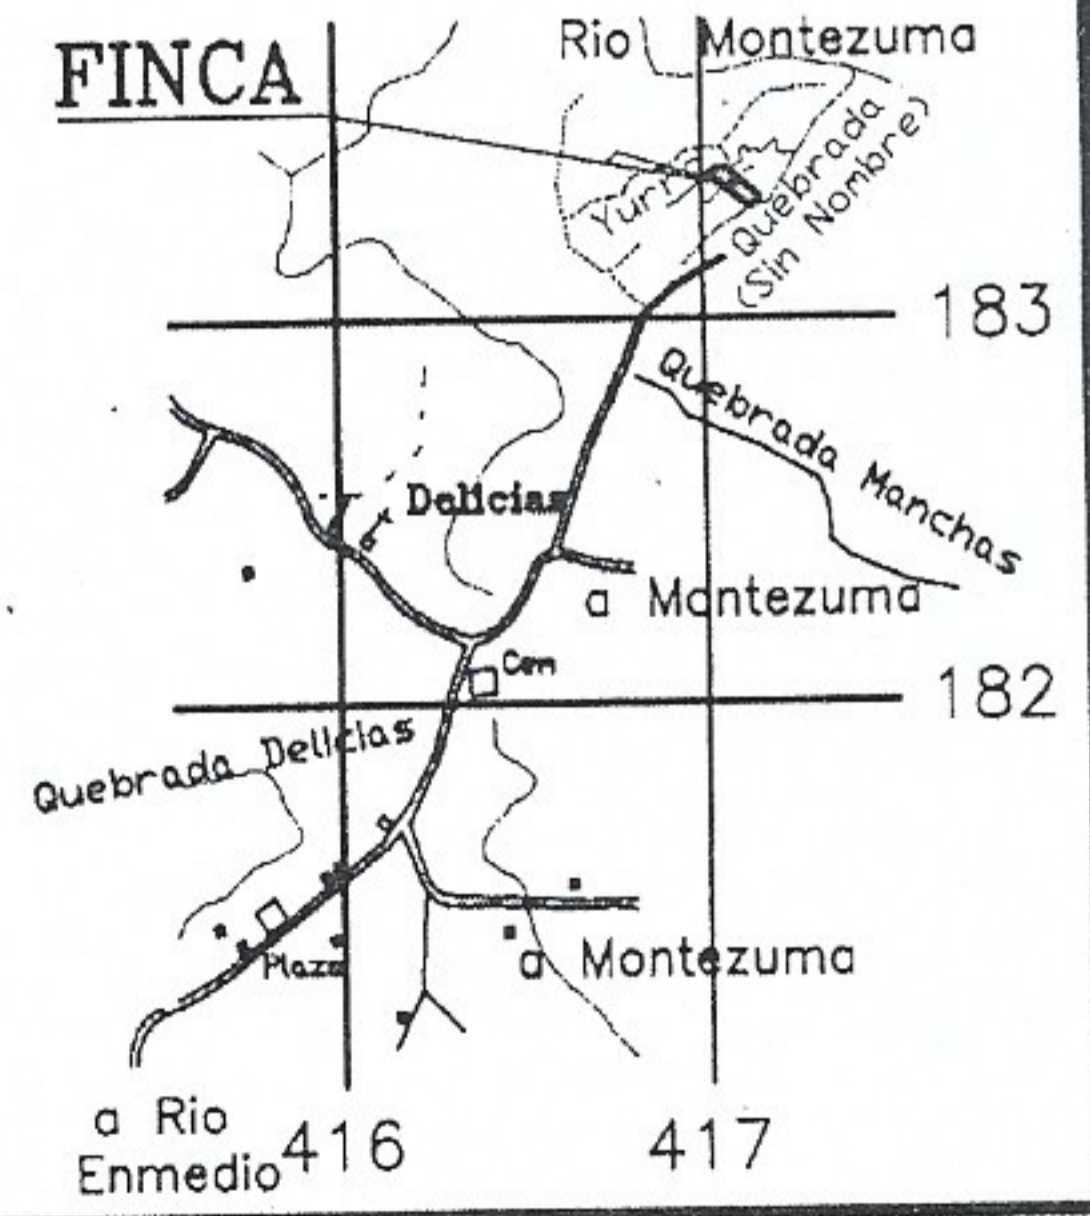 FINCA
Rio Montezuma
Yurro
Quebrada
(Sin Nombre)
183
Quebrada Manchas
Delicias
a Montezuma
Cem
182
Quebrada Delicias
Plaza
a Montezuma
a Rio
Enmedio
416
417